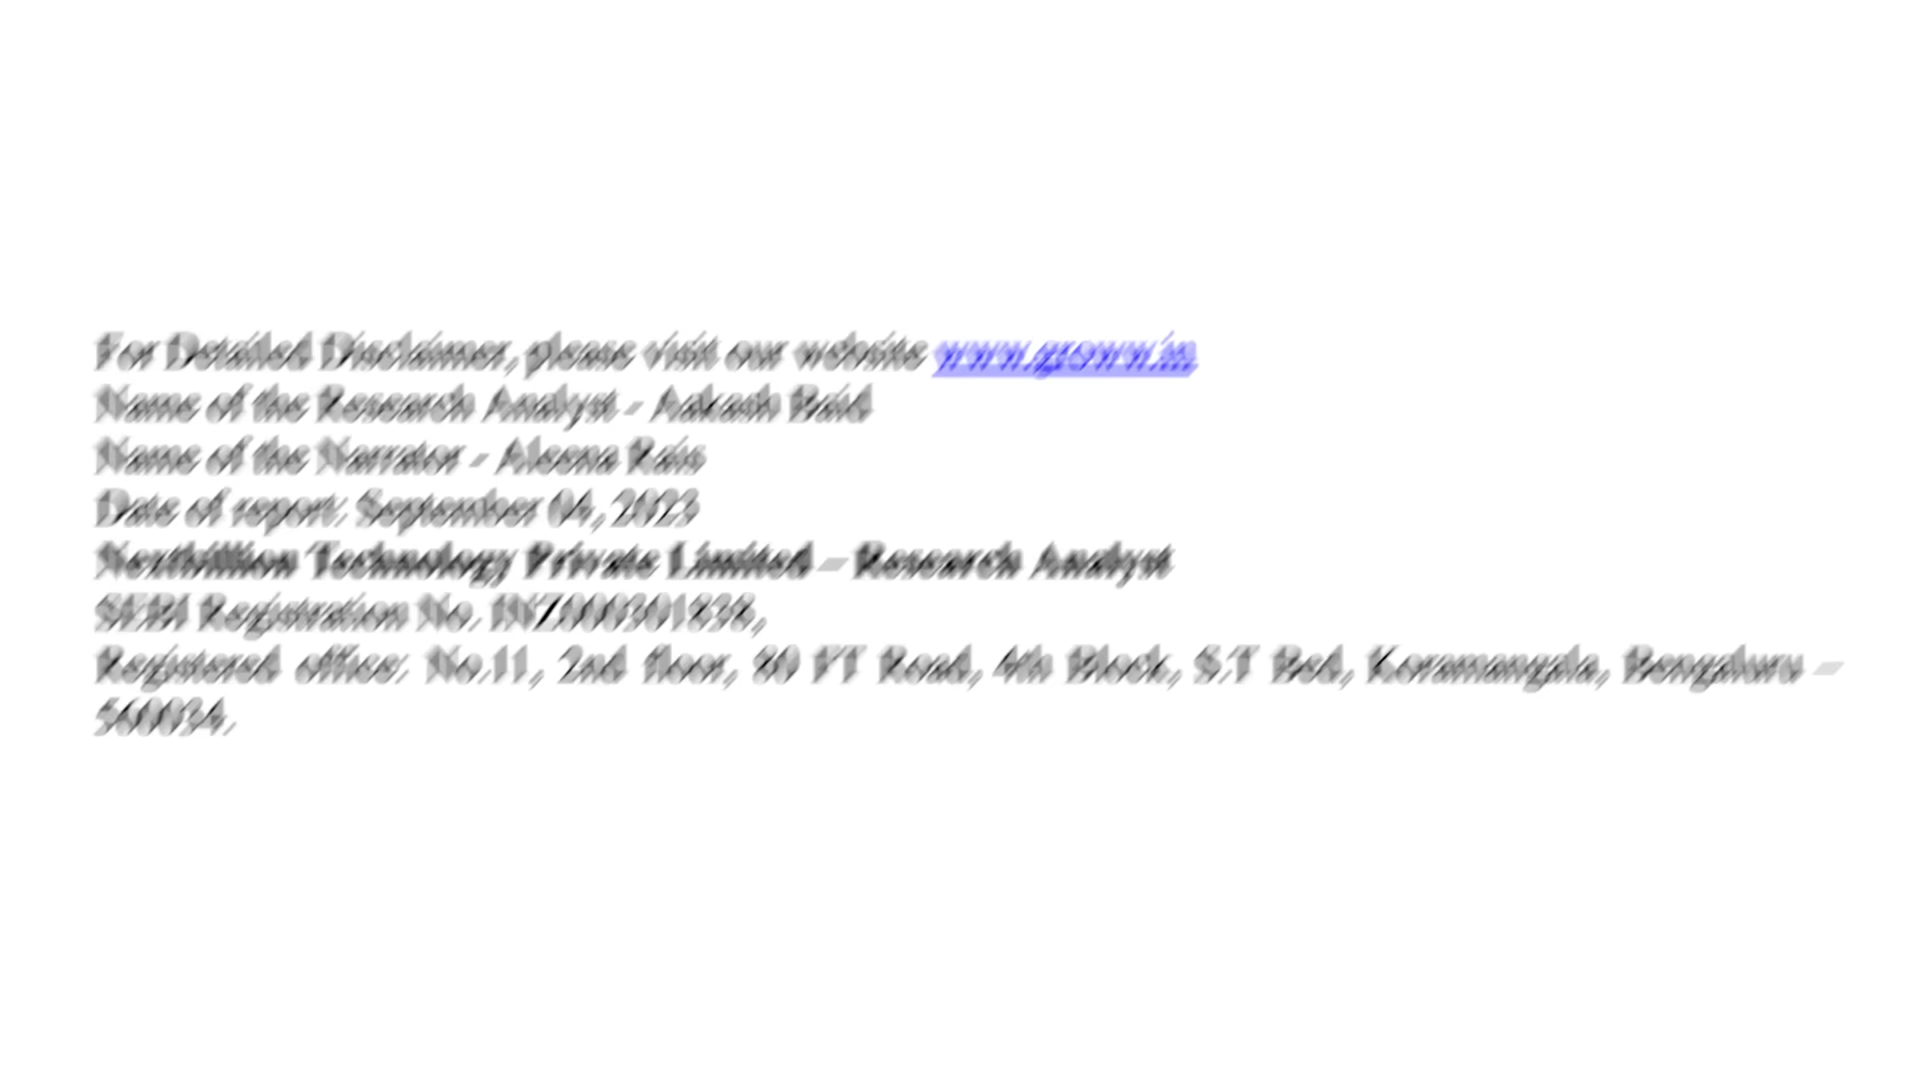 For Detailed Disclaimer, please visit our website www.groww.in
Name of the Research Analyst - Aakash Baid
Name of the Narrator - Aleena Rais
Date of report: September 04, 2023
Nextbillion Technology Private Limited – Research Analyst
SEBI Registration No. INZ000301838,
Registered office: No.11, 2nd floor, 80 FT Road, 4th Block, S.T Bed, Koramangala, Bengaluru –
560034.